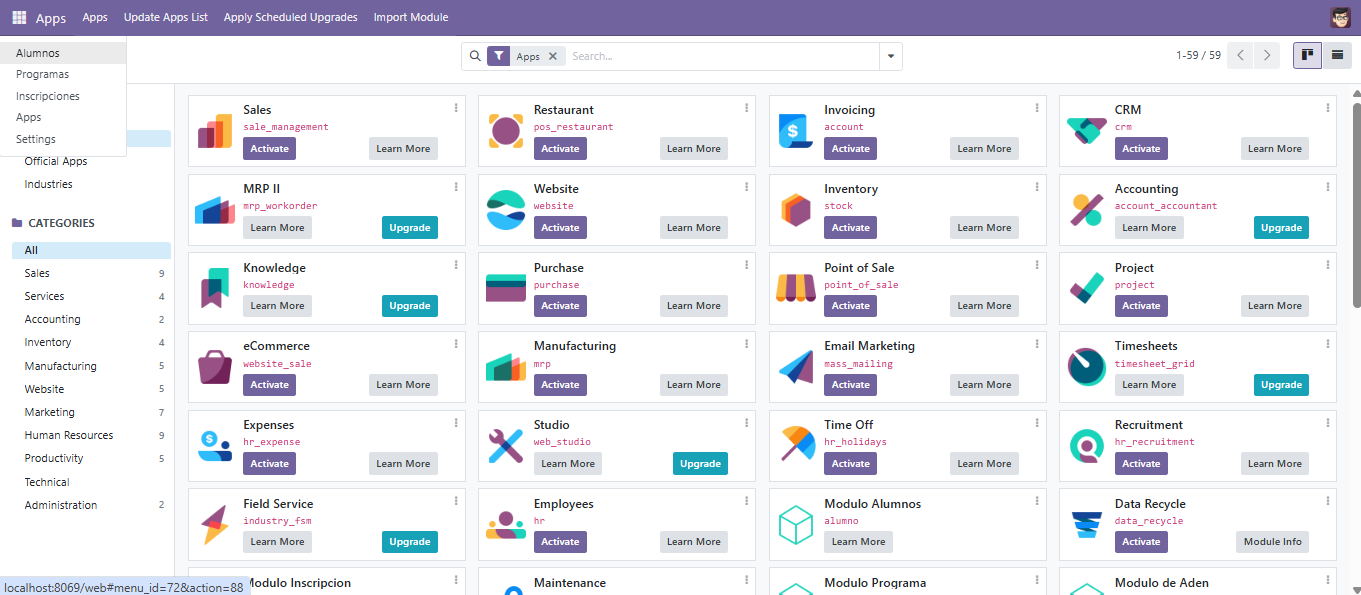 Apps Apps Update Apps List Apply Scheduled Upgrades Import Module
Alumnos
Programas
Inscripciones
Apps
Settings
Official Apps
Industries
Apps Search... 1-59 / 59
CATEGORIES
All
Sales 9
Services 4
Accounting 2
Inventory 4
Manufacturing 5
Website 5
Marketing 7
Human Resources 9
Productivity 5
Technical
Administration 2
Sales
sale_management
Activate Learn More
Restaurant
pos_restaurant
Activate Learn More
Invoicing
account
Activate Learn More
CRM
crm
Activate Learn More
MRP II
mrp_workorder
Learn More Upgrade
Website
website
Activate Learn More
Inventory
stock
Activate Learn More
Accounting
account_accountant
Learn More Upgrade
Knowledge
knowledge
Learn More Upgrade
Purchase
purchase
Activate Learn More
Point of Sale
point_of_sale
Activate Learn More
Project
project
Activate Learn More
eCommerce
website_sale
Activate Learn More
Manufacturing
mrp
Activate Learn More
Email Marketing
mass_mailing
Activate Learn More
Timesheets
timesheet_grid
Learn More Upgrade
Expenses
hr_expense
Activate Learn More
Studio
web_studio
Learn More Upgrade
Time Off
hr_holidays
Activate Learn More
Recruitment
hr_recruitment
Activate Learn More
Field Service
industry_fsm
Learn More Upgrade
Employees
hr
Activate Learn More
Modulo Alumnos
alumno
Learn More
Data Recycle
data_recycle
Activate Module Info
Modulo Inscripcion
Maintenance
Modulo Programa
Modulo de Aden
localhost:8069/web#menu_id=72&action=88